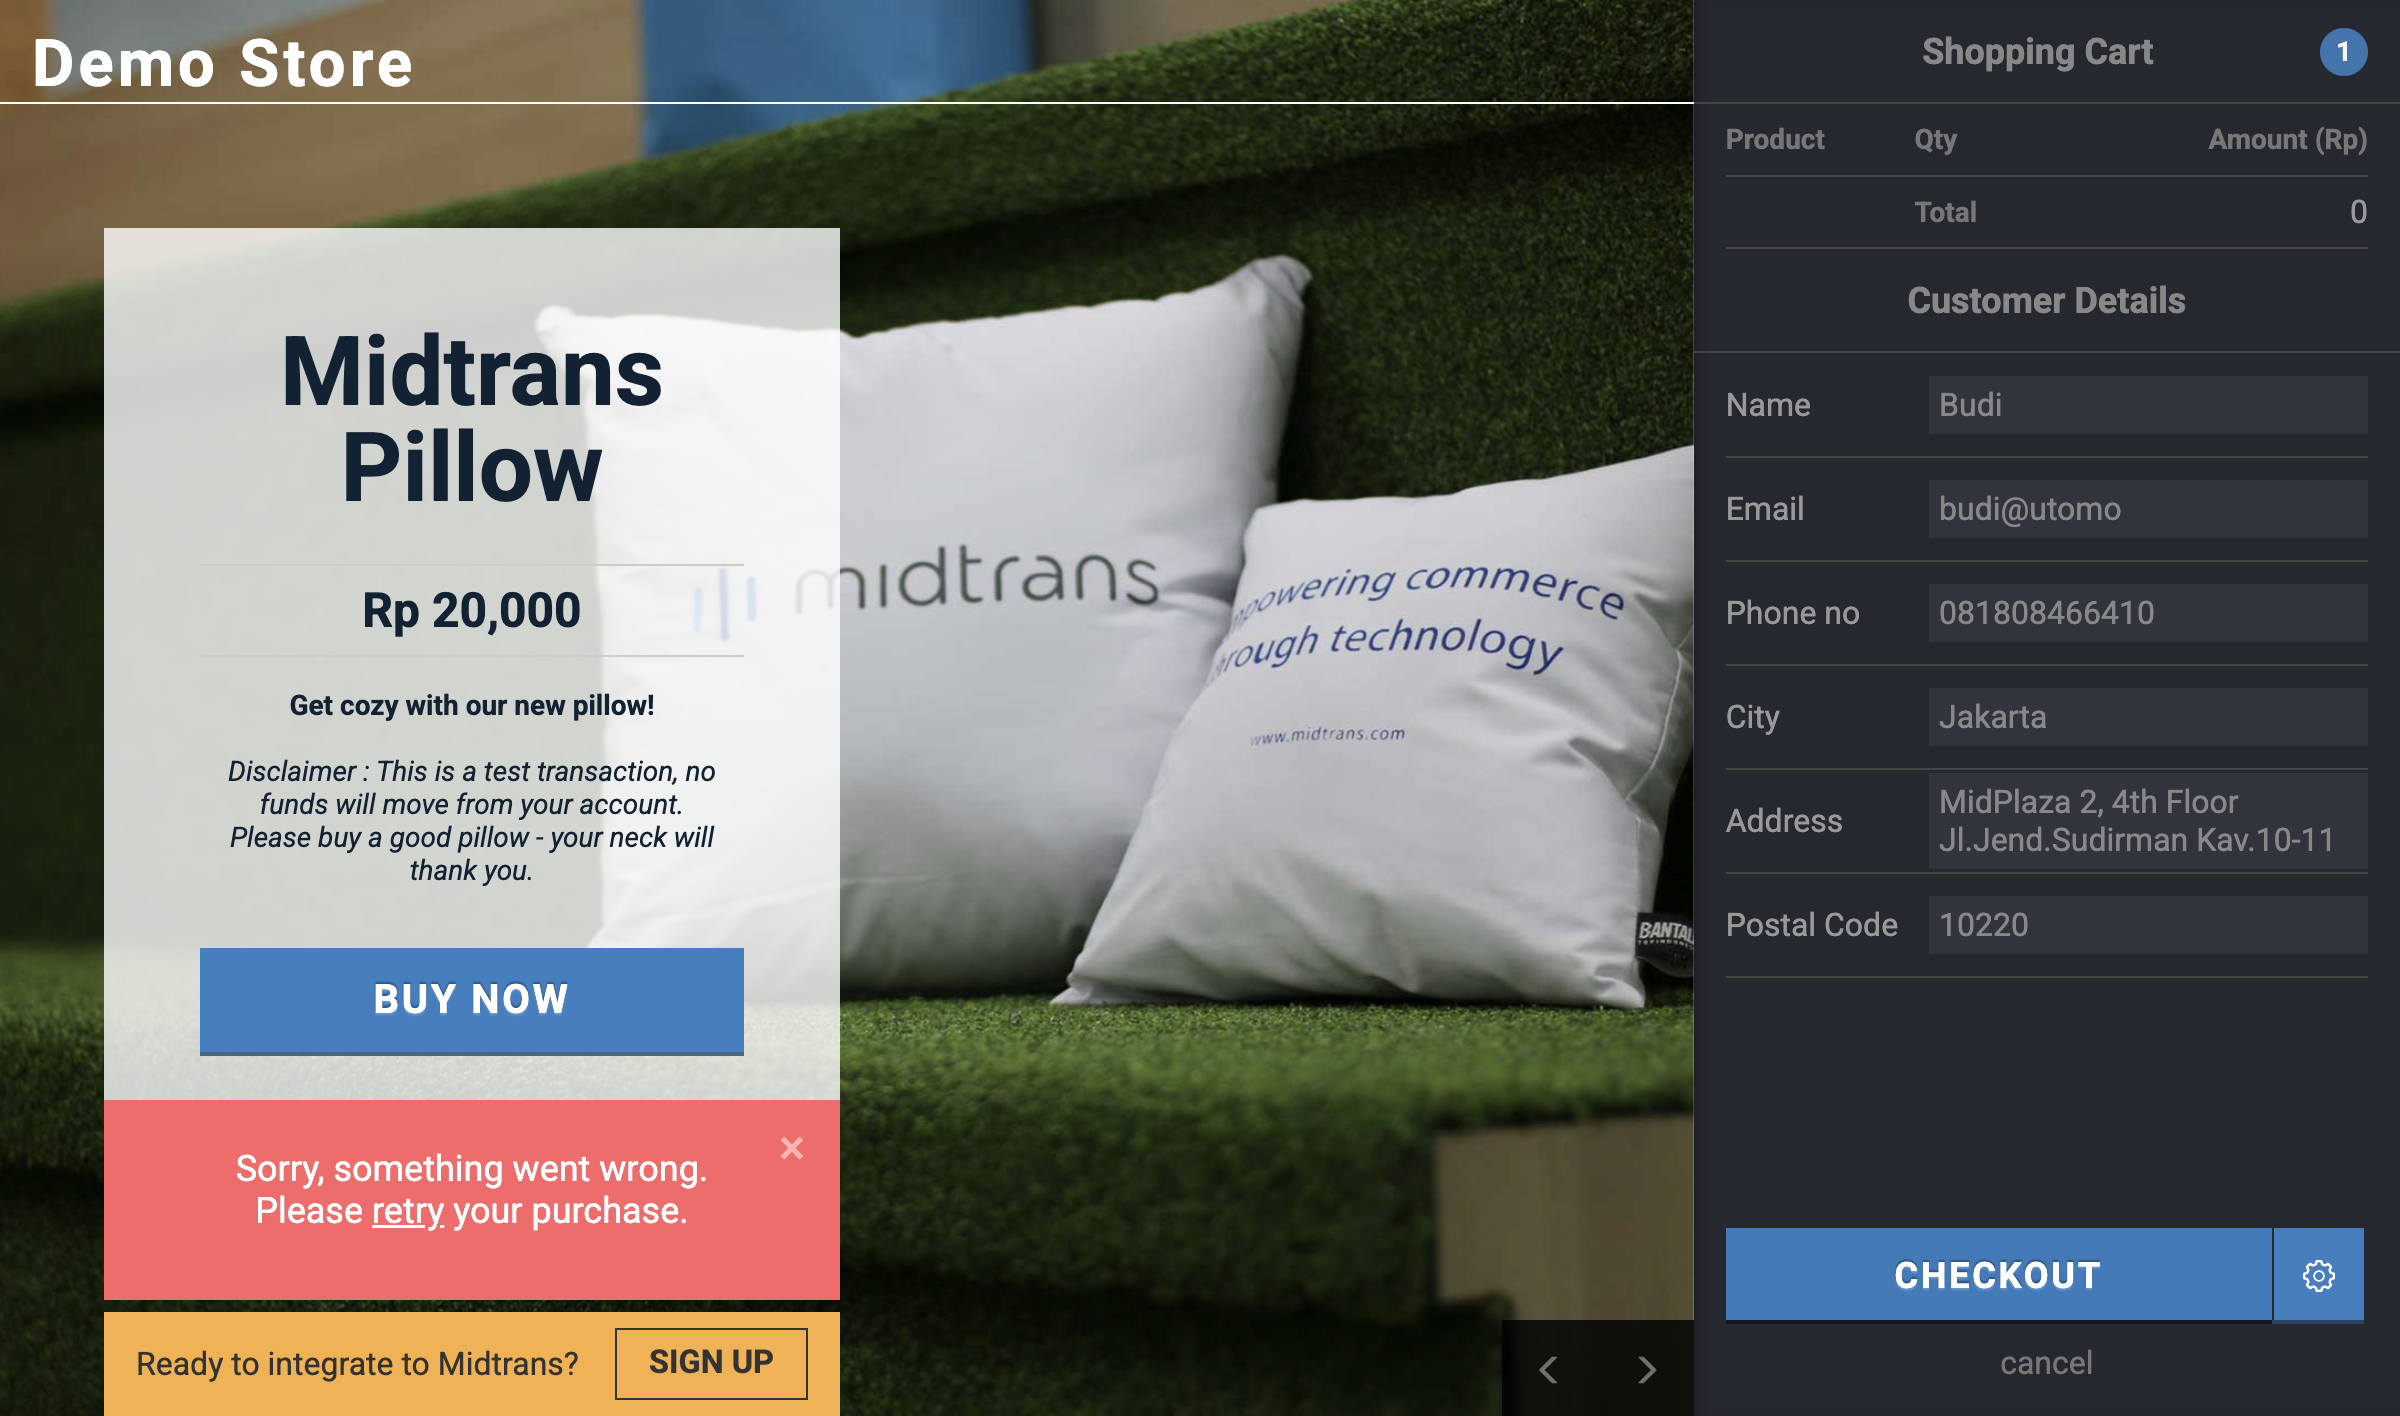 Demo Store
Midtrans
Pillow
Rp 20,000
Get cozy with our new pillow!
Disclaimer : This is a test transaction, no
funds will move from your account.
Please buy a good pillow - your neck will
thank you.
BUY NOW
Sorry, something went wrong.
Please retry your purchase.
×
Ready to integrate to Midtrans?
SIGN UP
midtrans
commerce
technology
www.midtrans.com
Shopping Cart
1
Product Qty Amount (Rp)
Total 0
Customer Details
Name Budi
Email budi@utomo
Phone no 081808466410
City Jakarta
Address MidPlaza 2, 4th Floor
Jl.Jend.Sudirman Kav.10-11
Postal Code 10220
CHECKOUT
cancel